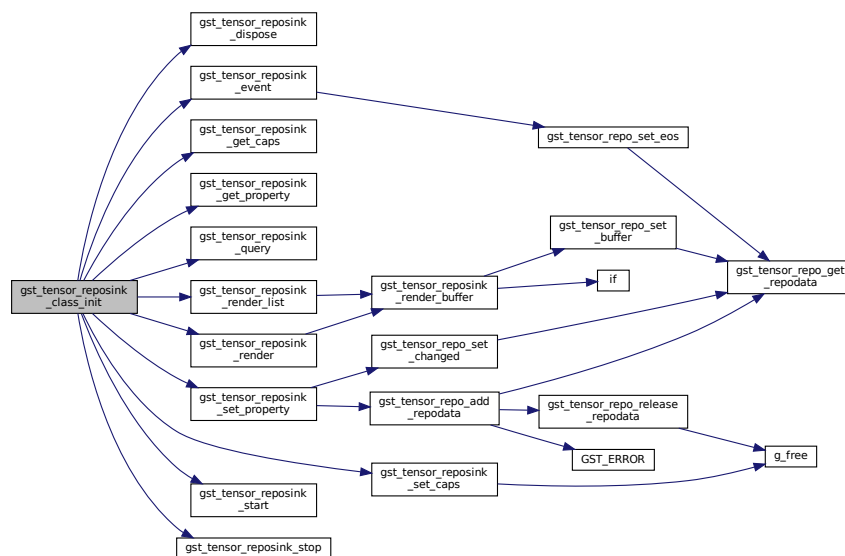 gst_tensor_reposink
_class_init
gst_tensor_reposink
_dispose
gst_tensor_reposink
_event
gst_tensor_reposink
_get_caps
gst_tensor_reposink
_get_property
gst_tensor_reposink
_query
gst_tensor_reposink
_render_list
gst_tensor_reposink
_render
gst_tensor_reposink
_set_property
gst_tensor_reposink
_start
gst_tensor_reposink_stop
gst_tensor_reposink
_render_buffer
gst_tensor_repo_set
_changed
gst_tensor_repo_add
_repodata
gst_tensor_reposink
_set_caps
gst_tensor_repo_set_eos
gst_tensor_repo_set
_buffer
if
gst_tensor_repo_release
_repodata
GST_ERROR
gst_tensor_repo_get
_repodata
g_free